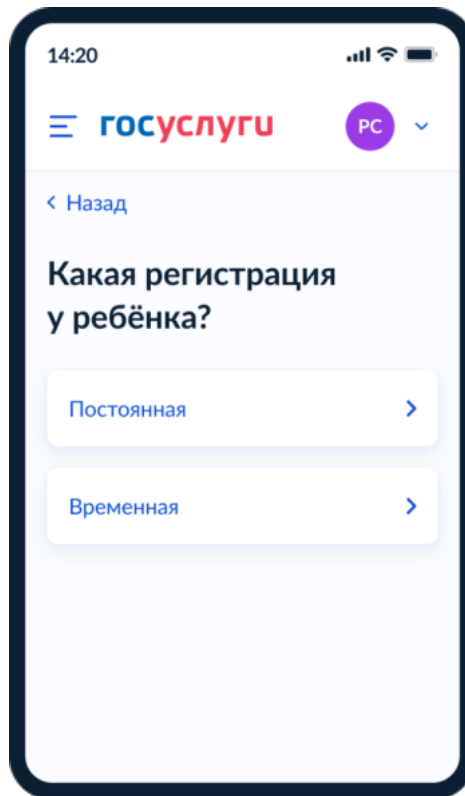 14:20
госуслуги
РС
Назад
Какая регистрация
у ребёнка?
Постоянная
Временная